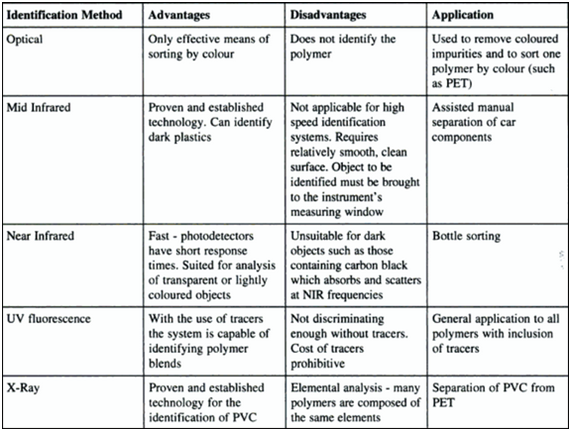 Identification Method
Advantages
Disadvantages
Application
Optical
Only effective means of
sorting by colour
Does not identify the
polymer
Used to remove coloured
impurities and to sort one
polymer by colour (such
as PET)
Mid Infrared
Proven and established
technology. Can identify
dark plastics
Not applicable for high
speed identification
systems. Requires
relatively smooth, clean
surface. Object to be
identified must be brought
to the instrument's
measuring window
Assisted manual
separation of car
components
Near Infrared
Fast - photodetectors
have short response
times. Suited for analysis
of transparent or lightly
coloured objects
Unsuitable for dark
objects such as those
containing carbon black
which absorbs and scatters
at NIR frequencies
Bottle sorting
UV fluorescence
With the use of tracers
the system is capable of
identifying polymer
blends
Not discriminating
enough without tracers.
Cost of tracers
prohibitive
General application to all
polymers with inclusion
of tracers
X-Ray
Proven and established
technology for the
identification of PVC
Elemental analysis - many
polymers are composed of
the same elements
Separation of PVC from
PET